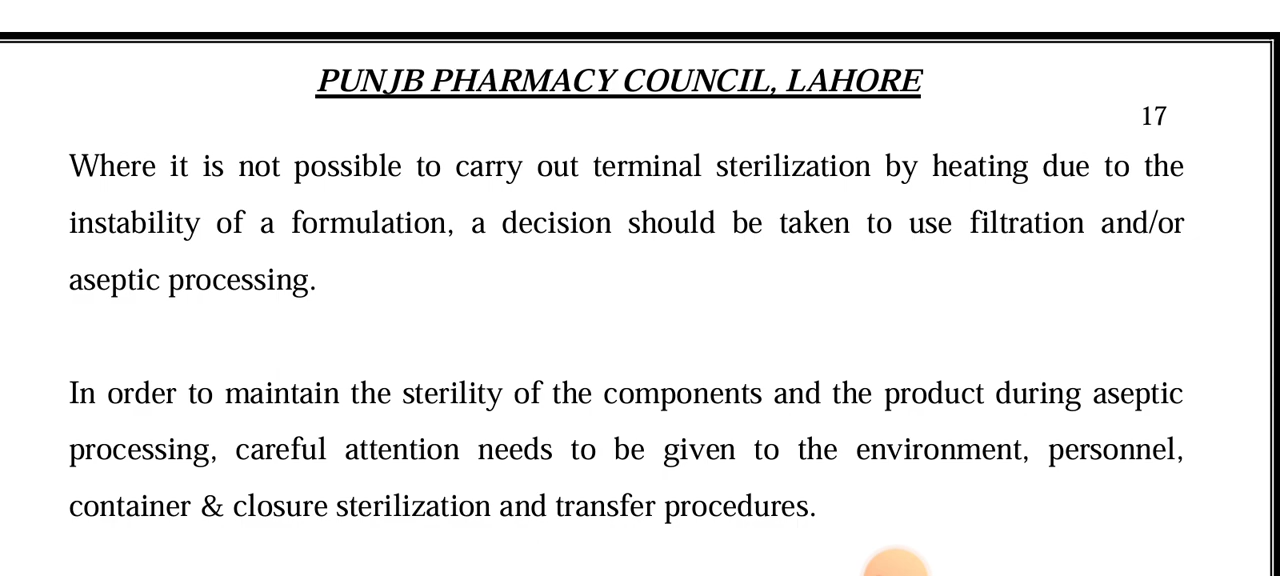 PUNJB PHARMACY COUNCIL, LAHORE
17
Where it is not possible to carry out terminal sterilization by heating due to the
instability of a formulation, a decision should be taken to use filtration and/or
aseptic processing.
In order to maintain the sterility of the components and the product during aseptic
processing, careful attention needs to be given to the environment, personnel,
container & closure sterilization and transfer procedures.